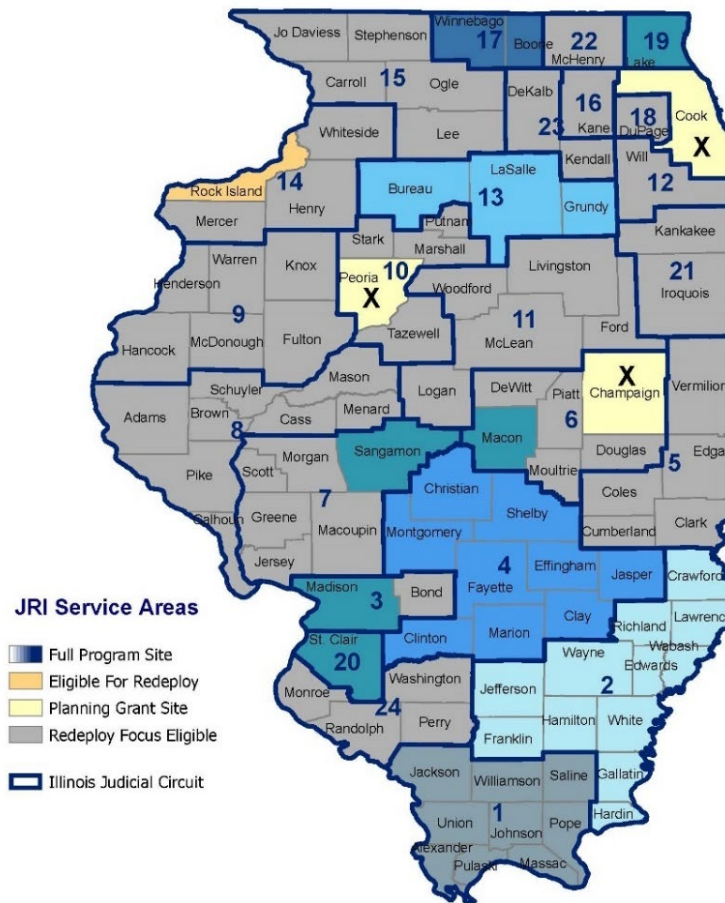 Jo Daviess
Stephenson
Winnebago
17
Boone
22
McHenry
19
Lake
Carroll
15
Ogle
DeKalb
16
Kane
18
DuPage
Cook
X
Whiteside
Lee
23
Kendall
Will
12
Rock Island
14
Henry
Mercer
Bureau
13
LaSalle
Putnam
Grundy
Kankakee
Stark
Marshall
Peoria
10
X
Warren
Knox
Henderson
9
Woodford
Livingston
21
Iroquois
Hancock
McDonough
Fulton
Tazewell
11
McLean
Ford
Mason
Schuyler
Adams
Brown
8
Cass
Menard
Logan
DeWitt
Piatt
6
X
Champaign
Vermilion
Macon
Sangamon
Morgan
Scott
7
Pike
Moultrie
Douglas
Edga
5
Coles
Christian
Shelby
Cumberland
Clark
Greene
Macoupin
Calhoun
Jersey
Montgomery
4
Fayette
Effingham
Jasper
Crawford
Madison
3
Bond
Clay
Richland
Lawrenc
St. Clair
20
Clinton
Marion
Wayne
Edwards
Wabash
2
Washington
Jefferson
Monroe
24
Randolph
Perry
Hamilton
White
Franklin
Jackson
Williamson
Saline
Gallatin
Hardin
Union
1
Johnson
Pope
Alexander
Pulaski
Massac
JRI Service Areas
Full Program Site
Eligible For Redeploy
Planning Grant Site
Redeploy Focus Eligible
Illinois Judicial Circuit